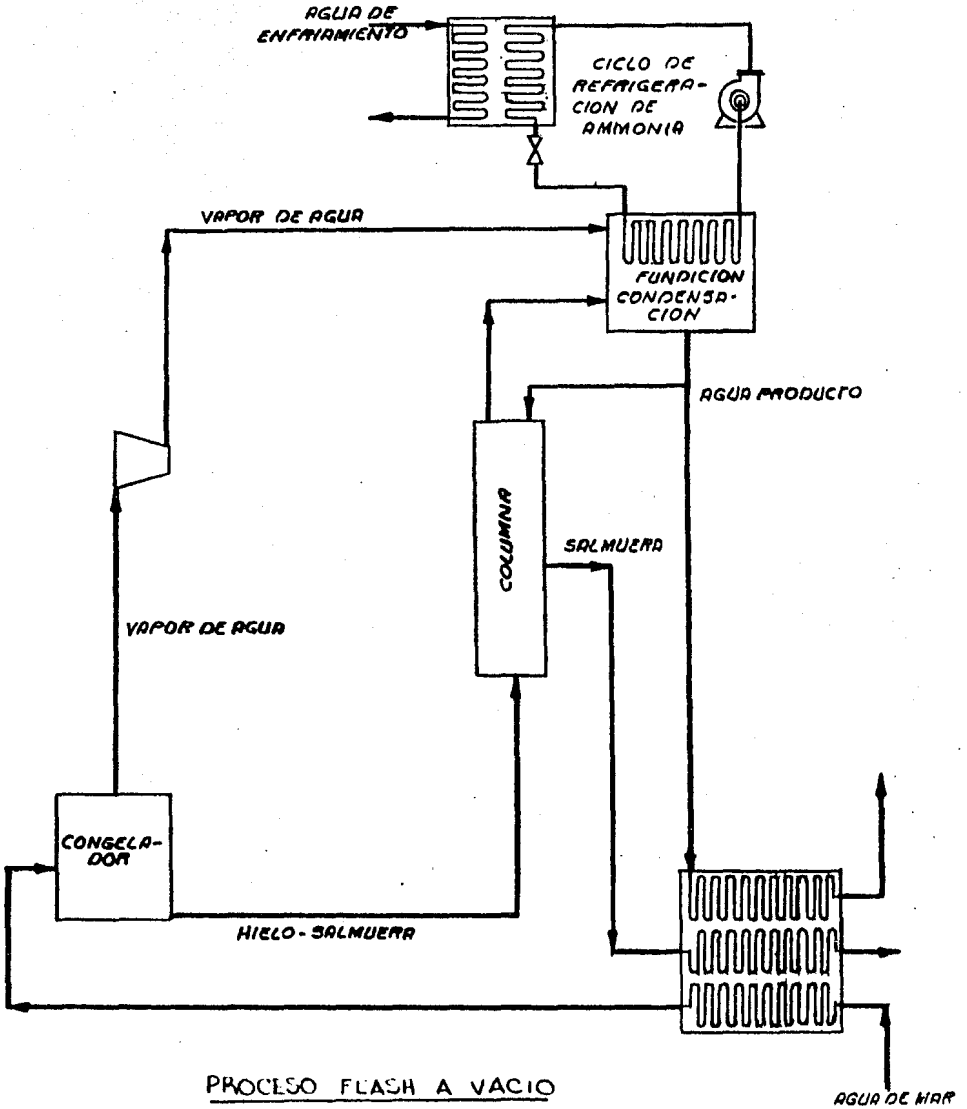 AGUA DE
ENFRIAMIENTO
CICLO DE
REFRIGERA-
CION DE
AMMONIA
VAPOR DE AGUA
FUNDICION
CONDENSA-
CION
AGUA PRODUCTO
COLUMNA
SALMUERA
VAPOR DE AGUA
CONGELA-
DOR
HIELO-SALMUERA
PROCESO FLASH A VACIO
AGUA DE MAR